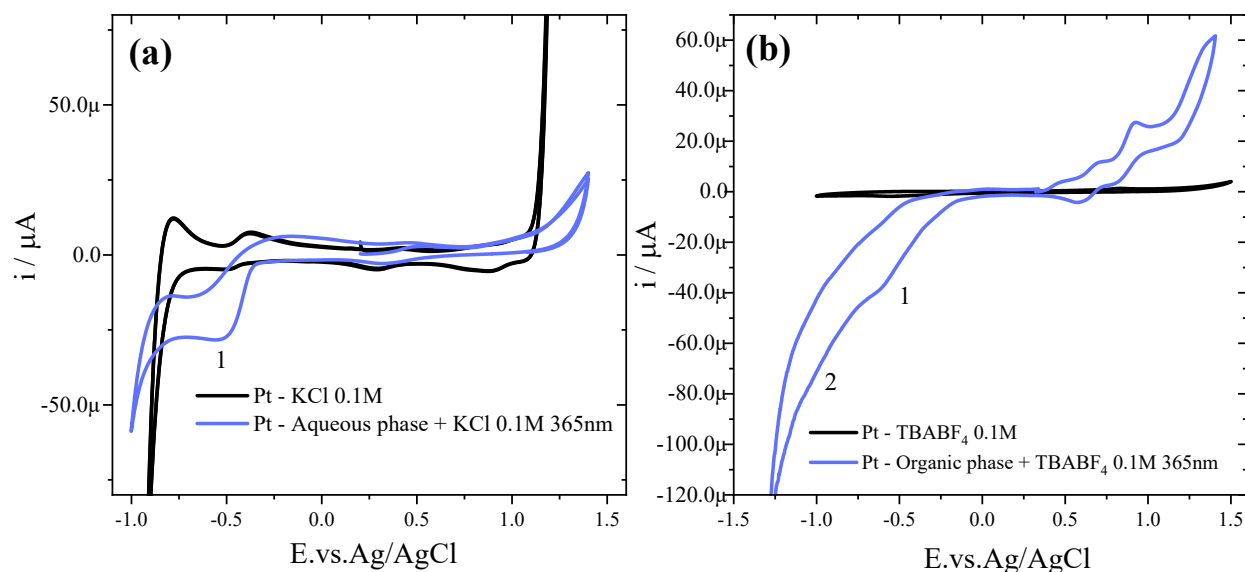 (a)
50.0μ
0.0
-50.0μ
i / μA
1
Pt - KCl 0.1M
Pt - Aqueous phase + KCl 0.1M 365nm
-1.0 -0.5 0.0 0.5 1.0 1.5
E.vs.Ag/AgCl
(b)
60.0μ
40.0μ
20.0μ
0.0
-20.0μ
-40.0μ
-60.0μ
-80.0μ
-100.0μ
-120.0μ
i / μA
1
2
Pt - TBABF₄ 0.1M
Pt - Organic phase + TBABF₄ 0.1M 365nm
-1.5 -1.0 -0.5 0.0 0.5 1.0 1.5
E.vs.Ag/AgCl